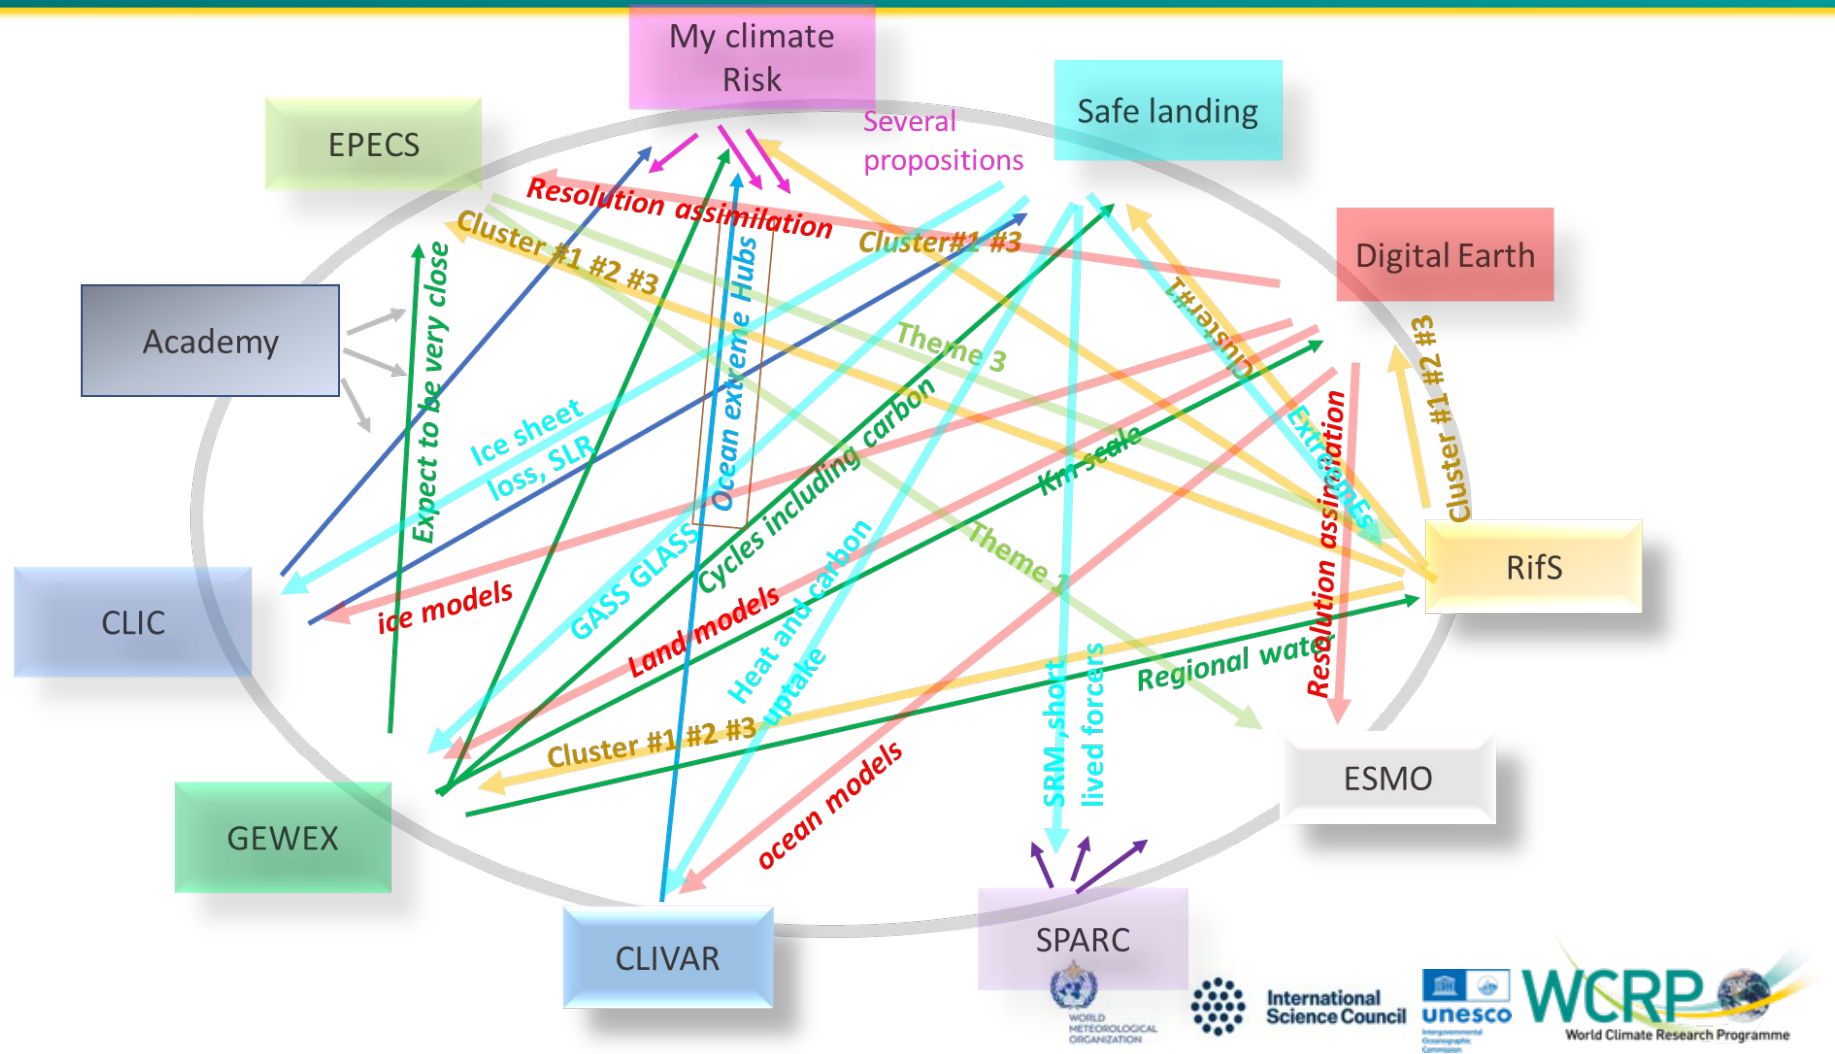 My climate
Risk
Safe landing
EPECS
Several
propositions
Resolution assimilation
Cluster #1 #2 #3
Cluster#1 #3
Digital Earth
Cluster#1
Cluster #1 #2 #3
Academy
Expect to be very close
Ocean extreme Hubs
Theme 3
Ice sheet
loss, SLR
Cycles including carbon
Km scale
ExtremEs
Resolution assimilation
RifS
CLIC
ice models
GASS GLASS
Land models
Heat and carbon
uptake
Theme 1
Regional water
SRM ,short
lived forcers
Cluster #1 #2 #3
ocean models
ESMO
GEWEX
CLIVAR
SPARC
WORLD
METEOROLOGICAL
ORGANIZATION
International
Science Council
unesco
Intergovernmental
Oceanographic
Commission
WCRP
World Climate Research Programme